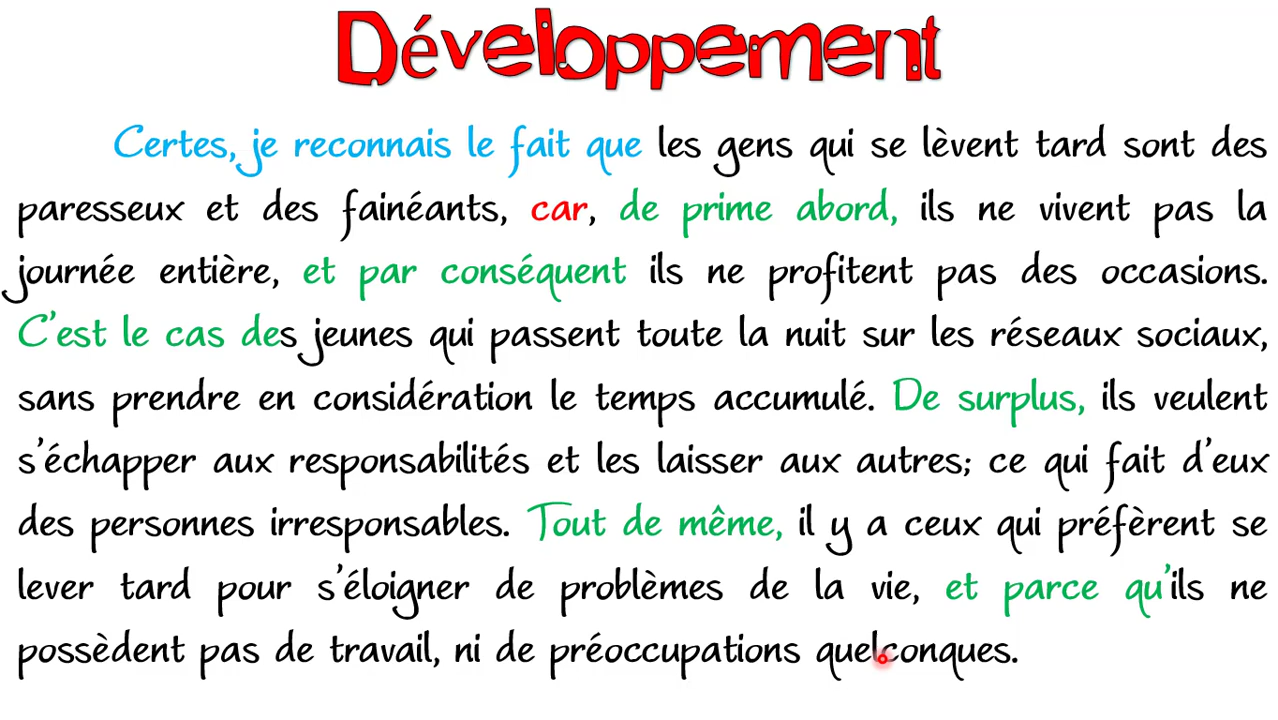 Développement
Certes, je reconnais le fait que les gens qui se lèvent tard sont des
paresseux et des fainéants, car, de prime abord, ils ne vivent pas la
journée entière, et par conséquent ils ne profitent pas des occasions.
C'est le cas des jeunes qui passent toute la nuit sur les réseaux sociaux,
sans prendre en considération le temps accumulé. De surplus, ils veulent
s'échapper aux responsabilités et les laisser aux autres; ce qui fait d'eux
des personnes irresponsables. Tout de même, il y a ceux qui préfèrent se
lever tard pour s'éloigner de problèmes de la vie, et parce qu'ils ne
possèdent pas de travail, ni de préoccupations quelconques.